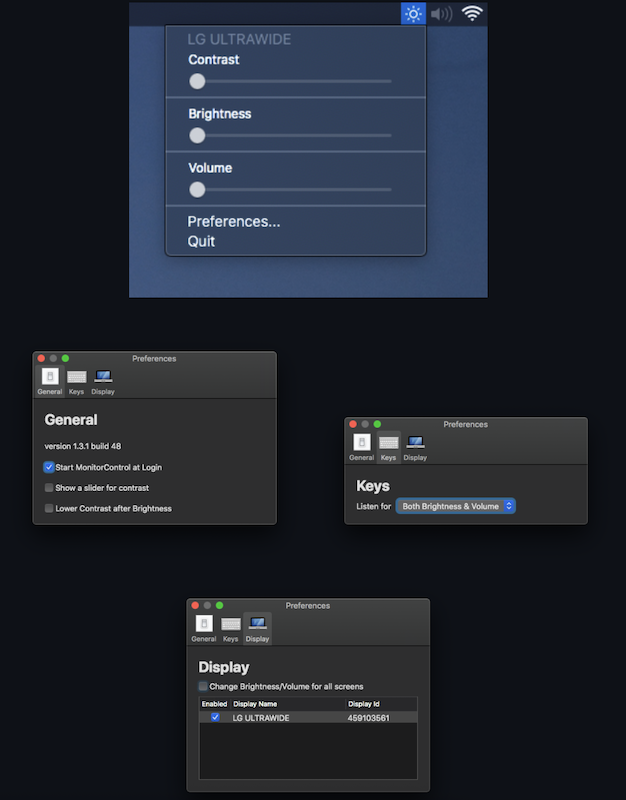 LG ULTRAWIDE
Contrast
Brightness
Volume
Preferences...
Quit
Preferences
General Keys Display
General
version 1.3.1 build 48
Start MonitorControl at Login
Show a slider for contrast
Lower Contrast after Brightness
Preferences
General Keys Display
Keys
Listen for Both Brightness & Volume
Preferences
General Keys Display
Display
Change Brightness/Volume for all screens
Enabled Display Name Display Id
LG ULTRAWIDE 459103561